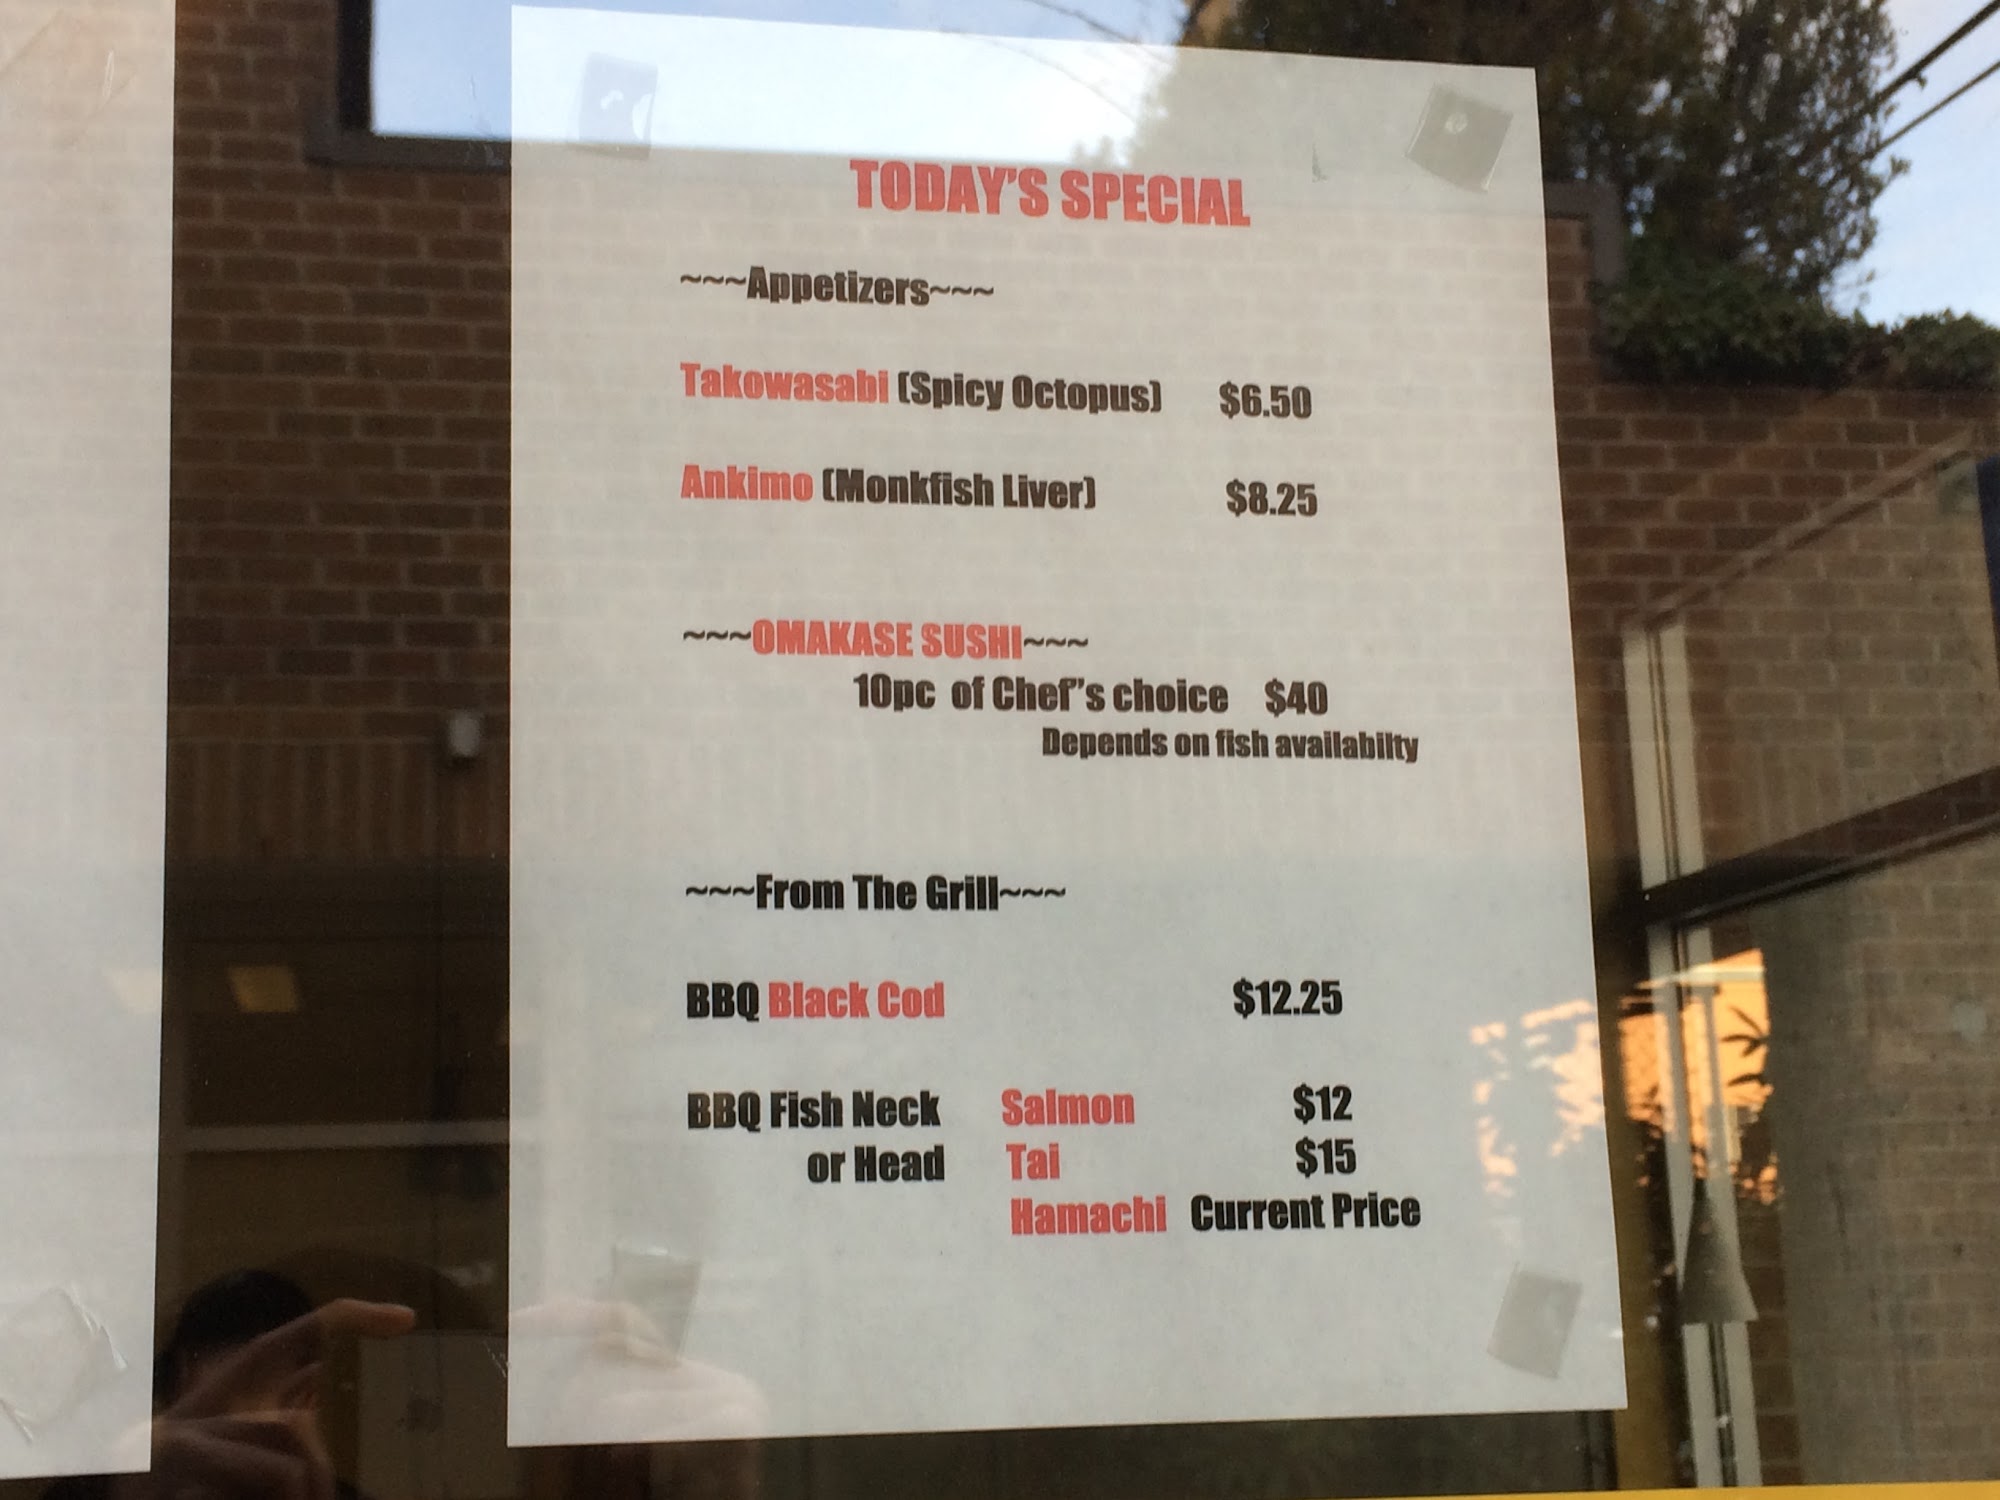 TODAY'S SPECIAL
~~~Appetizers~~~
Takowasabi (Spicy Octopus) $6.50
Ankimo (Monkfish Liver) $8.25
~~~OMAKASE SUSHI~~~
10pc of Chef"s choice $40
Depends on fish availabilty
~~~From The Grill~~~
BBQ Black Cod $12.25
BBQ Fish Neck Salmon $12
or Head Tai $15
Hamachi Current Price